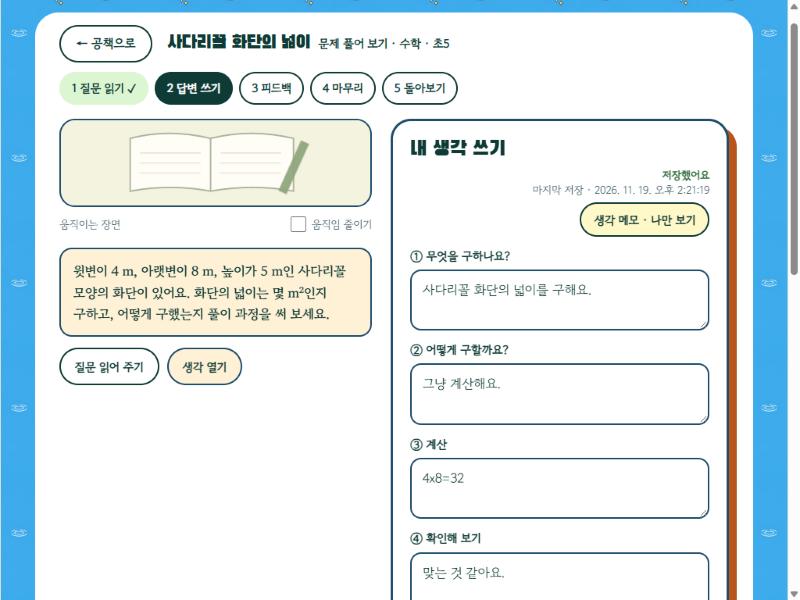 ← 공책으로
사다리꼴 화단의 넓이 문제 풀어 보기 · 수학 · 초5
1 질문 읽기 ✓ 2 답변 쓰기 3 피드백 4 마무리 5 돌아보기
움직이는 장면 움직임 줄이기
윗변이 4 m, 아랫변이 8 m, 높이가 5 m인 사다리꼴
모양의 화단이 있어요. 화단의 넓이는 몇 m²인지
구하고, 어떻게 구했는지 풀이 과정을 써 보세요.
질문 읽어 주기 생각 열기
내 생각 쓰기
저장했어요
마지막 저장 · 2026. 11. 19. 오후 2:21:19
생각 메모 · 나만 보기
① 무엇을 구하나요?
사다리꼴 화단의 넓이를 구해요.
② 어떻게 구할까요?
그냥 계산해요.
③ 계산
4x8=32
④ 확인해 보기
맞는 것 같아요.